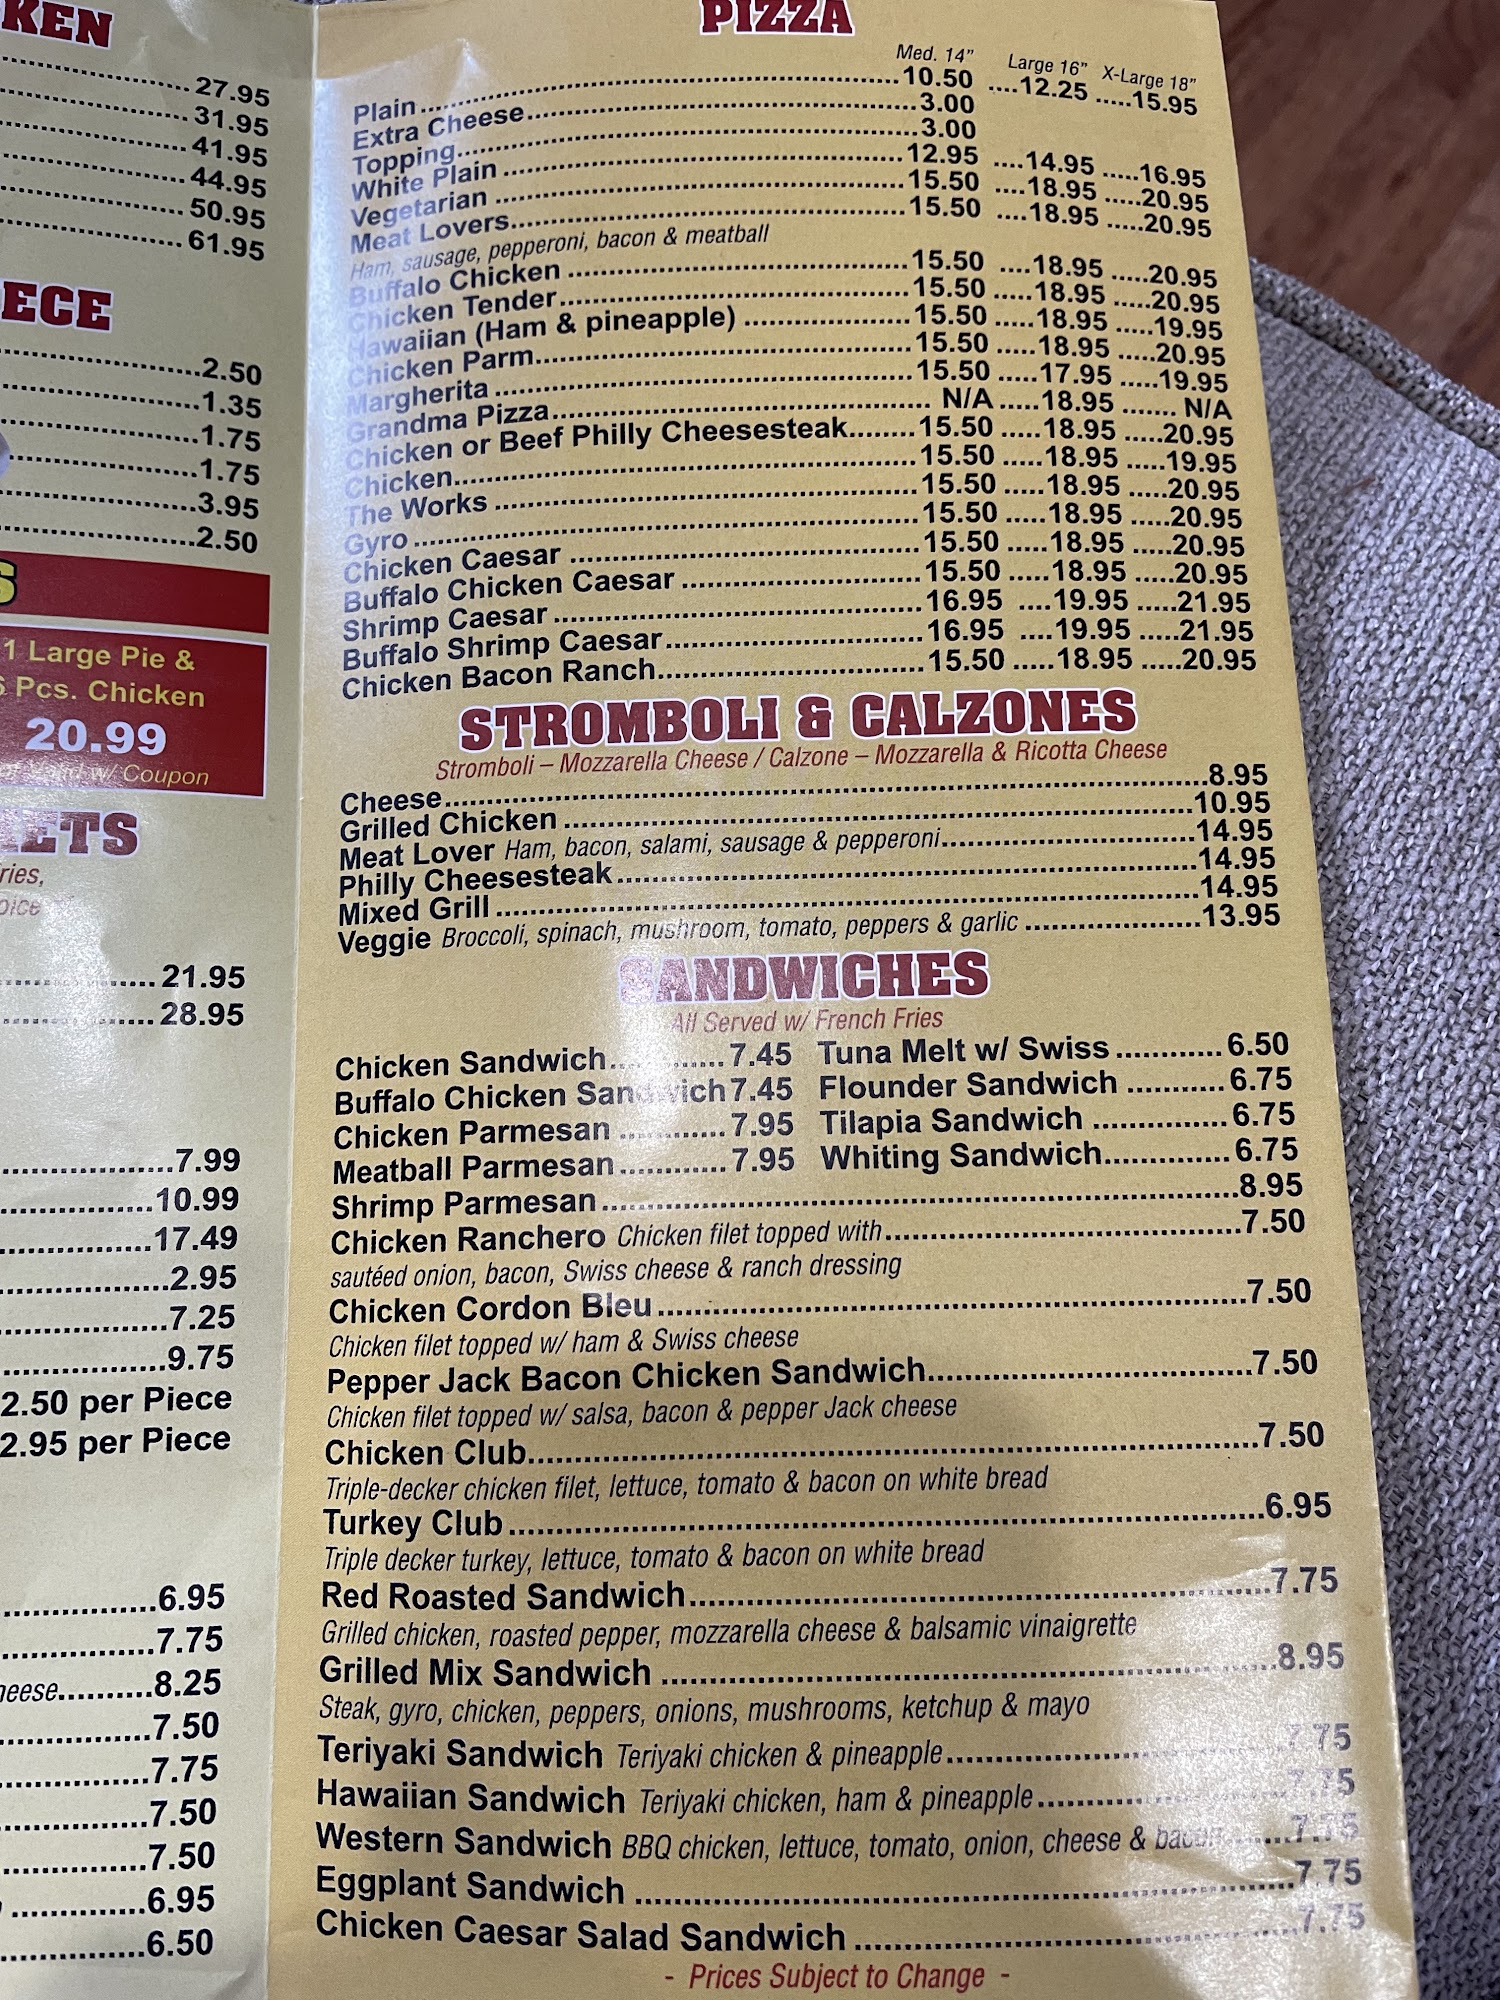 KEN
27.95
31.95
41.95
44.95
50.95
61.95
ECE
2.50
1.35
1.75
1.75
3.95
2.50
S
1 Large Pie &
6 Pcs. Chicken
20.99
w/ Coupon
ETS
ries,
oice
21.95
28.95
7.99
10.99
17.49
2.95
7.25
9.75
2.50 per Piece
2.95 per Piece
6.95
7.75
heese..........8.25
7.50
7.75
7.50
7.50
6.95
6.50
PIZZA
Med. 14" Large 16" X-Large 18"
Plain 10.50 12.25 15.95
Extra Cheese 3.00
Topping 3.00
White Plain 12.95 14.95 16.95
Vegetarian 15.50 18.95 20.95
Meat Lovers 15.50 18.95 20.95
Ham, sausage, pepperoni, bacon & meatball
Buffalo Chicken 15.50 18.95 20.95
Chicken Tender 15.50 18.95 20.95
Hawaiian (Ham & pineapple) 15.50 18.95 19.95
Chicken Parm 15.50 18.95 20.95
Margherita 15.50 17.95 19.95
Grandma Pizza N/A 18.95 N/A
Chicken or Beef Philly Cheesesteak 15.50 18.95 20.95
Chicken 15.50 18.95 19.95
The Works 15.50 18.95 20.95
Gyro 15.50 18.95 20.95
Chicken Caesar 15.50 18.95 20.95
Buffalo Chicken Caesar 15.50 18.95 20.95
Shrimp Caesar 16.95 19.95 21.95
Buffalo Shrimp Caesar 16.95 19.95 21.95
Chicken Bacon Ranch 15.50 18.95 20.95
STROMBOLI & CALZONES
Stromboli – Mozzarella Cheese / Calzone – Mozzarella & Ricotta Cheese
Cheese 8.95
Grilled Chicken 10.95
Meat Lover Ham, bacon, salami, sausage & pepperoni 14.95
Philly Cheesesteak 14.95
Mixed Grill 14.95
Veggie Broccoli, spinach, mushroom, tomato, peppers & garlic 13.95
SANDWICHES
All Served w/ French Fries
Chicken Sandwich 7.45 Tuna Melt w/ Swiss 6.50
Buffalo Chicken Sandwich 7.45 Flounder Sandwich 6.75
Chicken Parmesan 7.95 Tilapia Sandwich 6.75
Meatball Parmesan 7.95 Whiting Sandwich 6.75
Shrimp Parmesan 8.95
Chicken Ranchero Chicken filet topped with 7.50
sautéed onion, bacon, Swiss cheese & ranch dressing
Chicken Cordon Bleu 7.50
Chicken filet topped w/ ham & Swiss cheese
Pepper Jack Bacon Chicken Sandwich 7.50
Chicken filet topped w/ salsa, bacon & pepper Jack cheese
Chicken Club 7.50
Triple-decker chicken filet, lettuce, tomato & bacon on white bread
Turkey Club 6.95
Triple decker turkey, lettuce, tomato & bacon on white bread
Red Roasted Sandwich 7.75
Grilled chicken, roasted pepper, mozzarella cheese & balsamic vinaigrette
Grilled Mix Sandwich 8.95
Steak, gyro, chicken, peppers, onions, mushrooms, ketchup & mayo
Teriyaki Sandwich Teriyaki chicken & pineapple 7.75
Hawaiian Sandwich Teriyaki chicken, ham & pineapple 7.75
Western Sandwich BBQ chicken, lettuce, tomato, onion, cheese & bacon 7.75
Eggplant Sandwich 7.75
Chicken Caesar Salad Sandwich 7.75
- Prices Subject to Change -